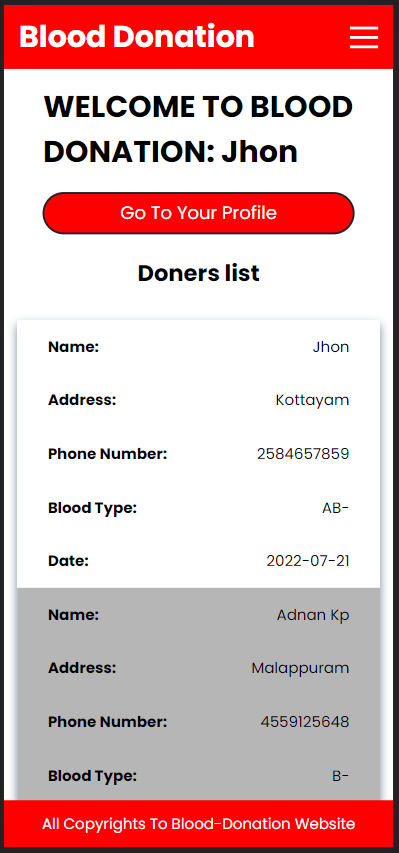 Blood Donation
WELCOME TO BLOOD
DONATION: Jhon
Go To Your Profile
Doners list
Name: Jhon
Address: Kottayam
Phone Number: 2584657859
Blood Type: AB-
Date: 2022-07-21
Name: Adnan Kp
Address: Malappuram
Phone Number: 4559125648
Blood Type: B-
All Copyrights To Blood-Donation Website